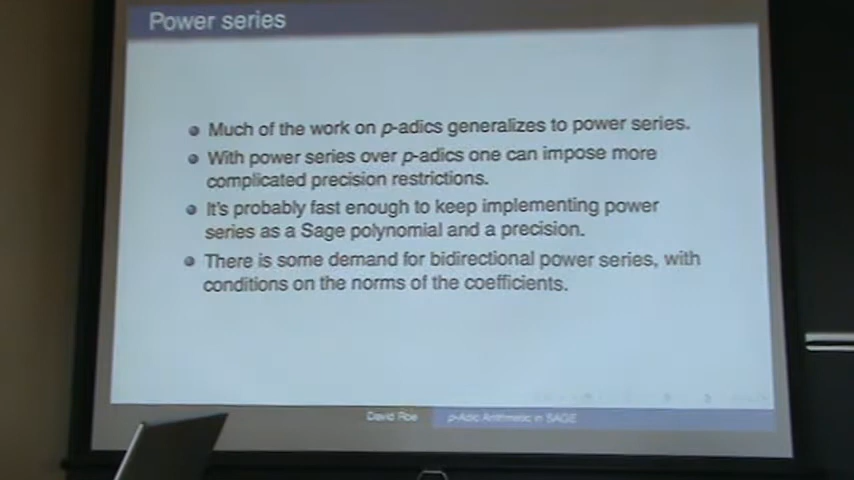 Power series
Much of the work on p-adics generalizes to power series.
With power series over p-adics one can impose more
complicated precision restrictions.
It's probably fast enough to keep implementing power
series as a Sage polynomial and a precision.
There is some demand for bidirectional power series, with
conditions on the norms of the coefficients.
David Roe
p-Adic Arithmetic in SAGE